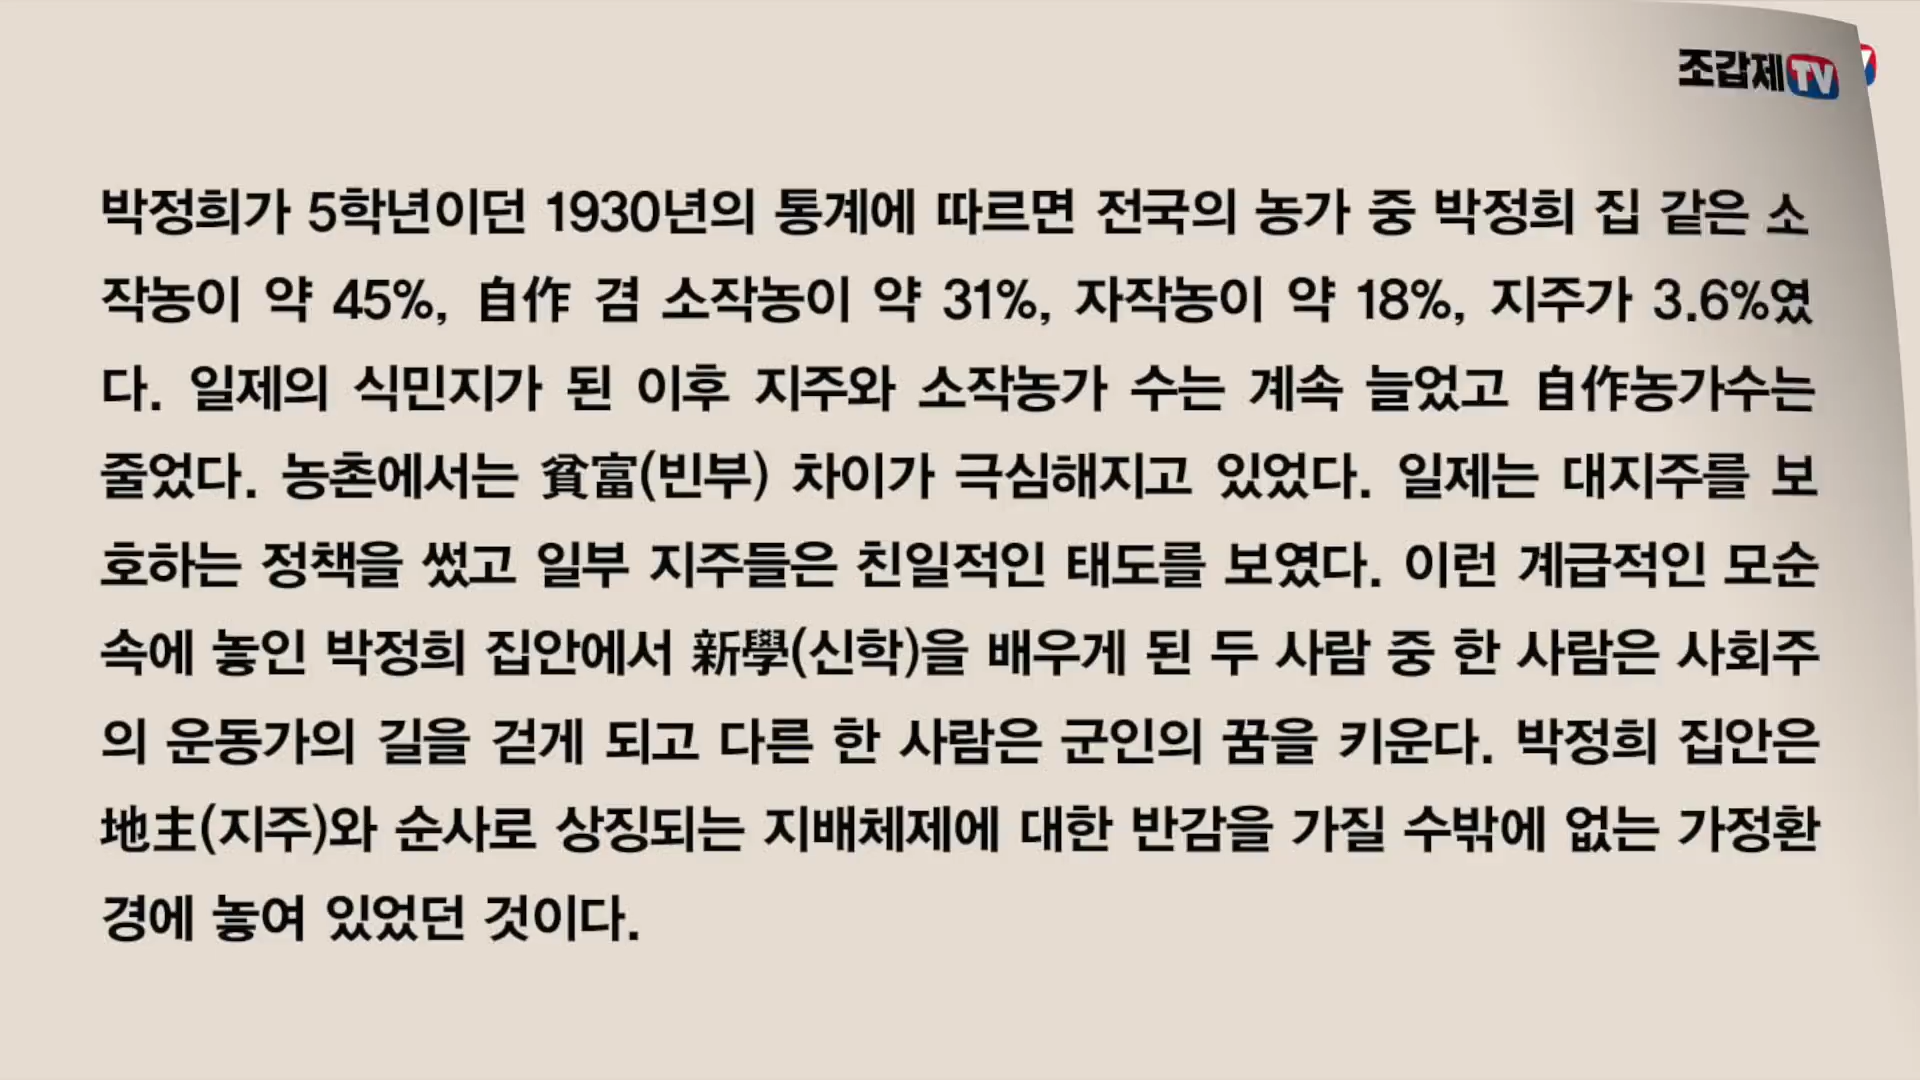 조갑제TV
박정희가 5학년이던 1930년의 통계에 따르면 전국의 농가 중 박정희 집 같은 소
작농이 약 45%, 自作 겸 소작농이 약 31%, 자작농이 약 18%, 지주가 3.6%였
다. 일제의 식민지가 된 이후 지주와 소작농가 수는 계속 늘었고 自作농가수는
줄었다. 농촌에서는 貧富(빈부) 차이가 극심해지고 있었다. 일제는 대지주를 보
호하는 정책을 썼고 일부 지주들은 친일적인 태도를 보였다. 이런 계급적인 모순
속에 놓인 박정희 집안에서 新學(신학)을 배우게 된 두 사람 중 한 사람은 사회주
의 운동가의 길을 걷게 되고 다른 한 사람은 군인의 꿈을 키운다. 박정희 집안은
地主(지주)와 순사로 상징되는 지배체제에 대한 반감을 가질 수밖에 없는 가정환
경에 놓여 있었던 것이다.